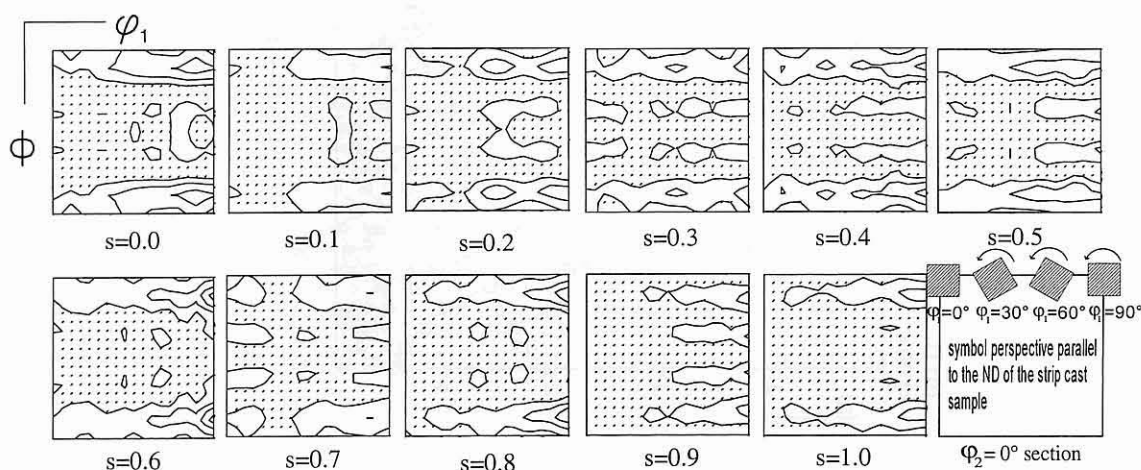 φ₁
Φ
s=0.0
s=0.1
s=0.2
s=0.3
s=0.4
s=0.5
s=0.6
s=0.7
s=0.8
s=0.9
s=1.0
φ₁=0° φ₁=30° φ₁=60° φ₁=90°
symbol perspective parallel
to the ND of the strip cast
sample
φ₂=0° section